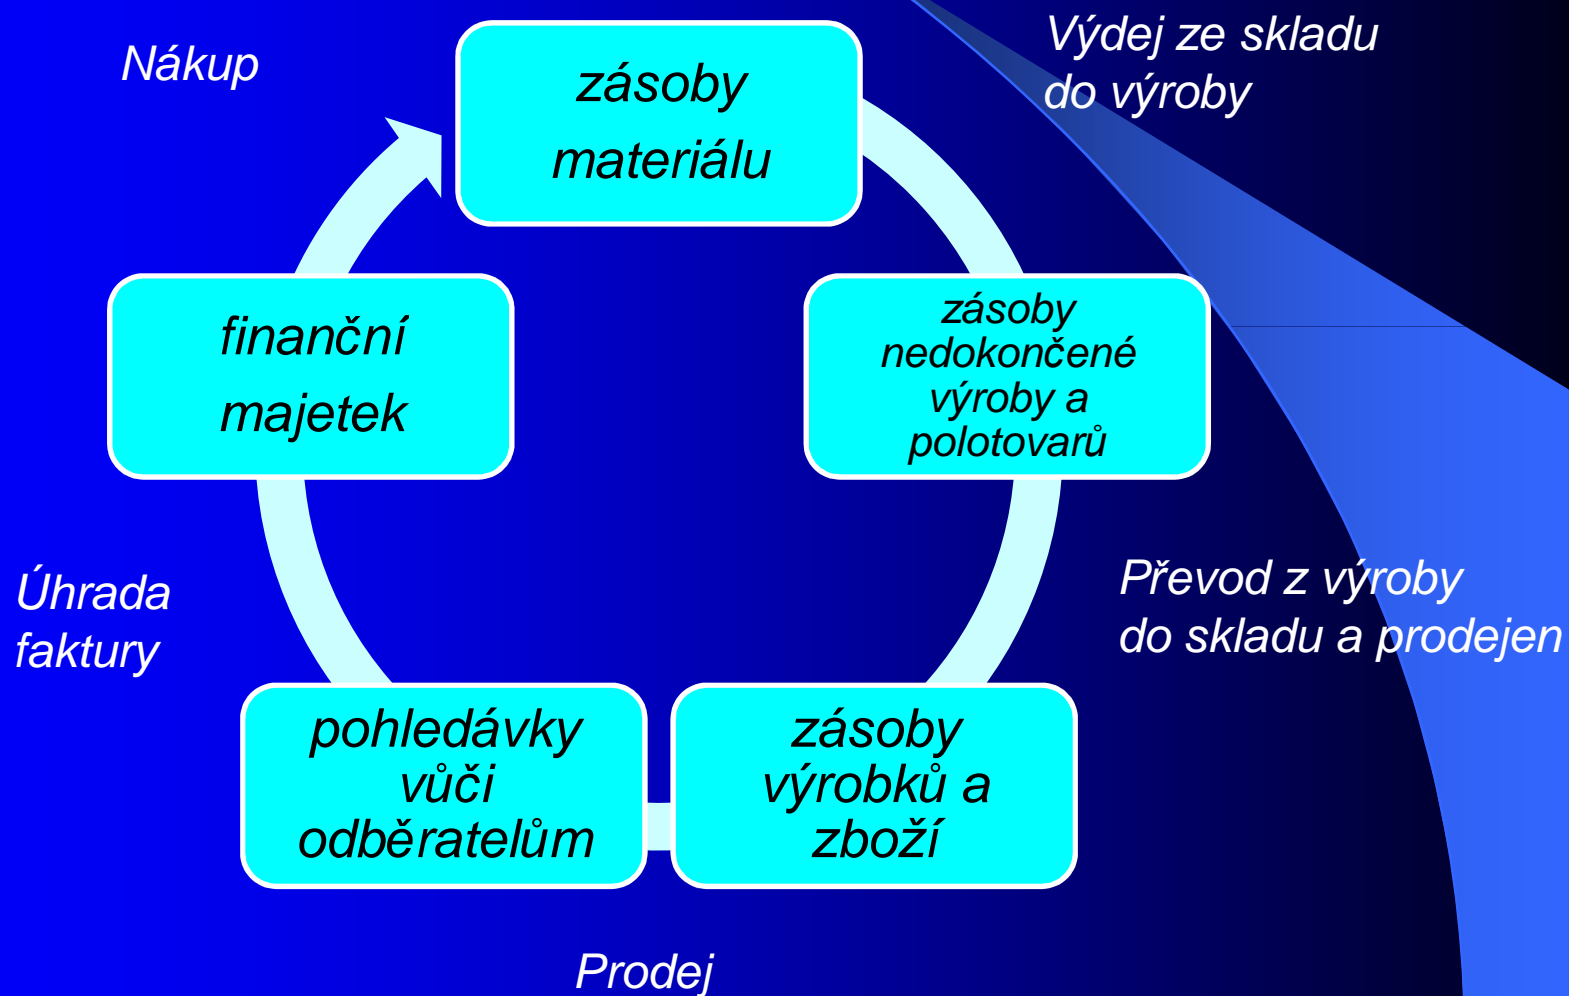 Nákup
zásoby
materiálu
Výdej ze skladu
do výroby
finanční
majetek
zásoby
nedokončené
výroby a
polotovarů
Úhrada
faktury
Převod z výroby
do skladu a prodejen
pohledávky
vůči
odběratelům
zásoby
výrobků a
zboží
Prodej